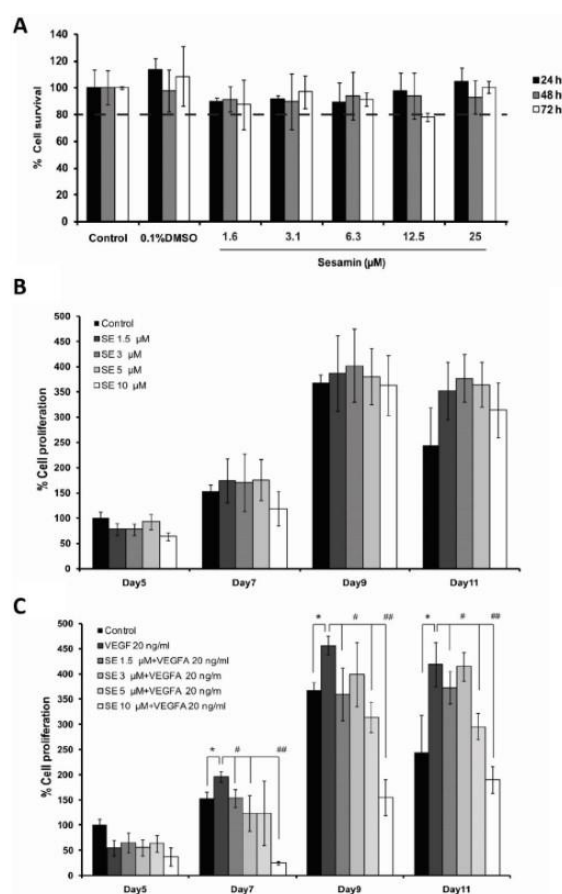 A
140
120
100
80
60
40
20
0
% Cell survival
24 h
48 h
72 h
Control 0.1%DMSO 1.6 3.1 6.3 12.5 25
Sesamin (µM)
B
500
450
400
350
300
250
200
150
100
50
0
% Cell proliferation
Control
SE 1.5 µM
SE 3 µM
SE 5 µM
SE 10 µM
Day5 Day7 Day9 Day11
C
500
450
400
350
300
250
200
150
100
50
0
% Cell proliferation
Control
VEGF 20 ng/ml
SE 1.5 µM+VEGFA 20 ng/ml
SE 3 µM+VEGFA 20 ng/m
SE 5 µM+VEGFA 20 ng/m
SE 10 µM+VEGFA 20 ng/ml
* # ##
* # ##
* # ##
Day5 Day7 Day9 Day11